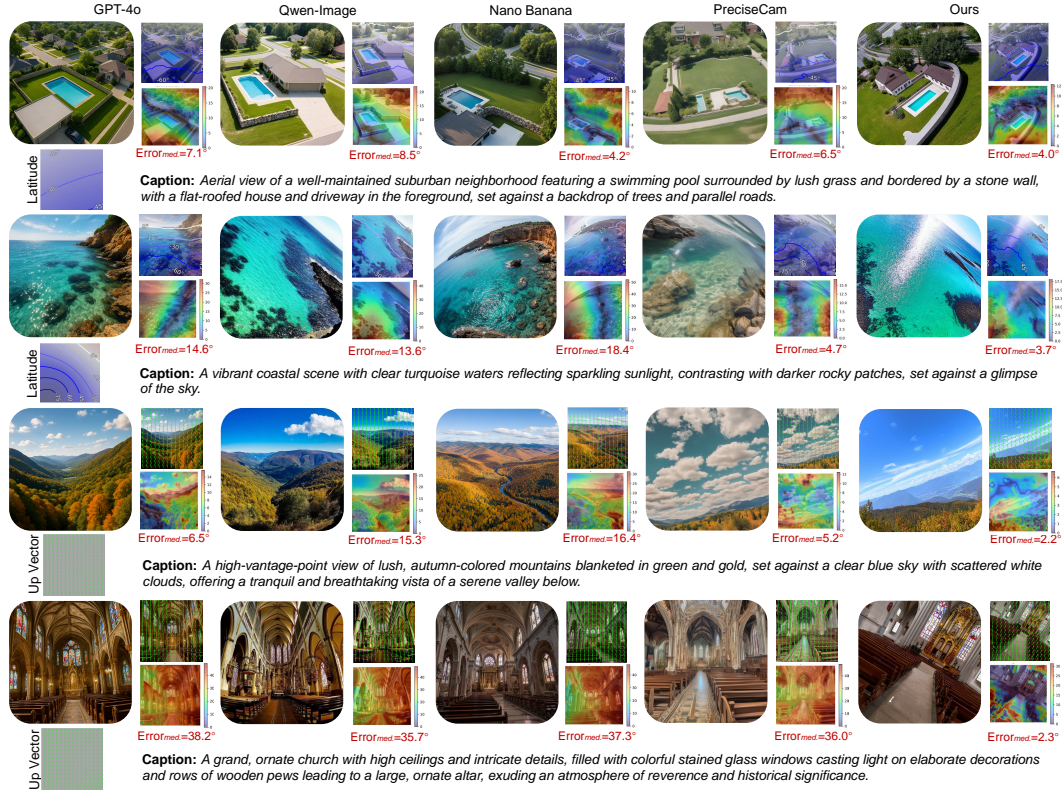 GPT-4o Qwen-Image Nano Banana PreciseCam Ours
Error med.=7.1° Error med.=8.5° Error med.=4.2° Error med.=6.5° Error med.=4.0°
Latitude
Caption: Aerial view of a well-maintained suburban neighborhood featuring a swimming pool surrounded by lush grass and bordered by a stone wall,
with a flat-roofed house and driveway in the foreground, set against a backdrop of trees and parallel roads.
Error med.=14.6° Error med.=13.6° Error med.=18.4° Error med.=4.7° Error med.=3.7°
Latitude
Caption: A vibrant coastal scene with clear turquoise waters reflecting sparkling sunlight, contrasting with darker rocky patches, set against a glimpse
of the sky.
Error med.=6.5° Error med.=15.3° Error med.=16.4° Error med.=5.2° Error med.=2.2°
Up Vector
Caption: A high-vantage-point view of lush, autumn-colored mountains blanketed in green and gold, set against a clear blue sky with scattered white
clouds, offering a tranquil and breathtaking vista of a serene valley below.
Error med.=38.2° Error med.=35.7° Error med.=37.3° Error med.=36.0° Error med.=2.3°
Up Vector
Caption: A grand, ornate church with high ceilings and intricate details, filled with colorful stained glass windows casting light on elaborate decorations
and rows of wooden pews leading to a large, ornate altar, exuding an atmosphere of reverence and historical significance.